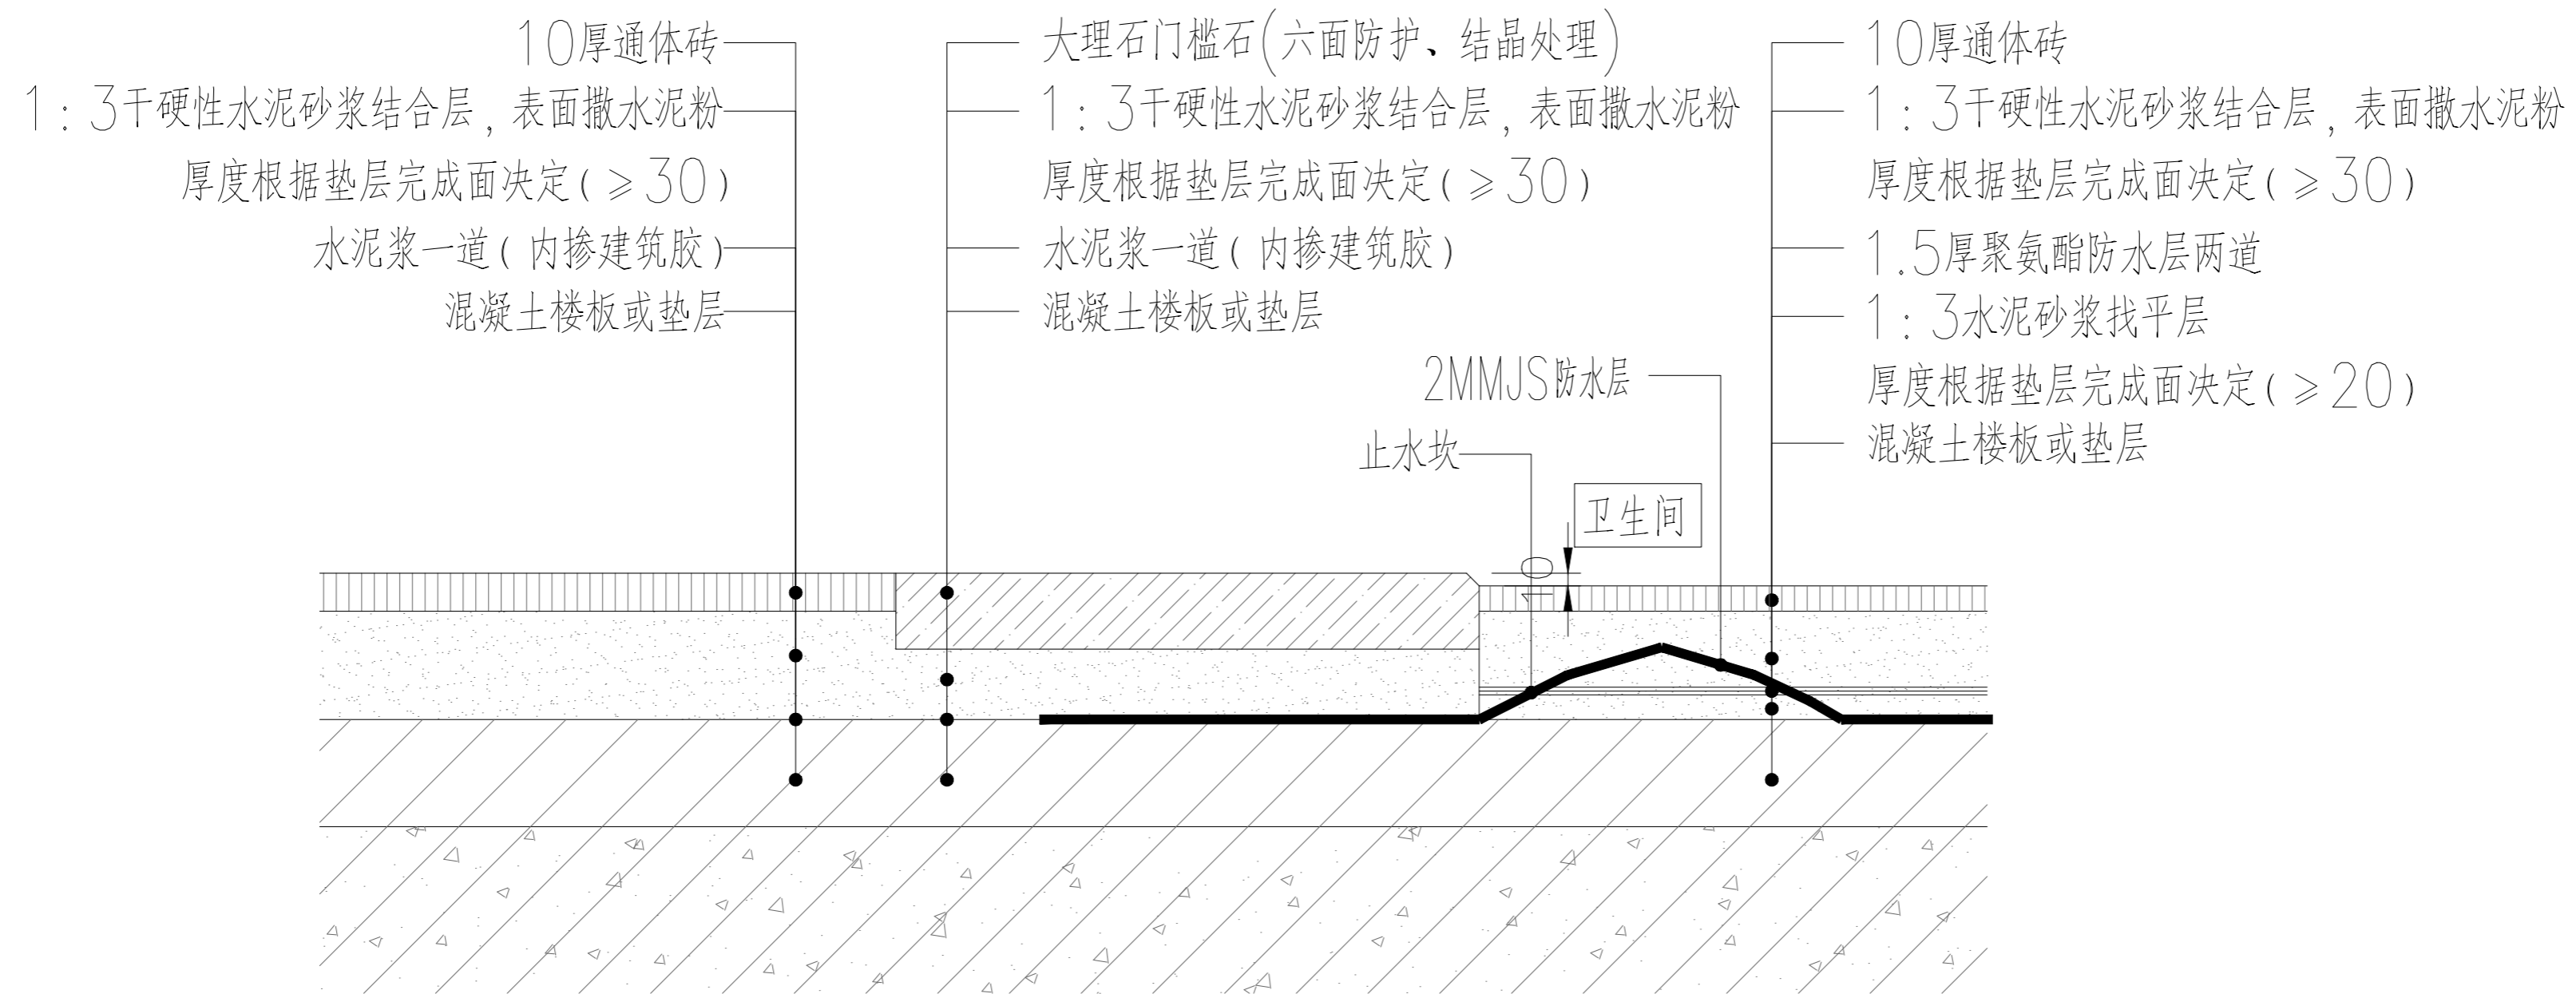 10厚通体砖
1：3干硬性水泥砂浆结合层，表面撒水泥粉
厚度根据垫层完成面决定(≥30)
水泥浆一道(内掺建筑胶)
混凝土楼板或垫层
大理石门槛石(六面防护、结晶处理)
1：3干硬性水泥砂浆结合层，表面撒水泥粉
厚度根据垫层完成面决定(≥30)
水泥浆一道(内掺建筑胶)
混凝土楼板或垫层
10厚通体砖
1：3干硬性水泥砂浆结合层，表面撒水泥粉
厚度根据垫层完成面决定(≥30)
1.5厚聚氨酯防水层两道
1：3水泥砂浆找平层
厚度根据垫层完成面决定(≥20)
混凝土楼板或垫层
2MMJS防水层
止水坎
卫生间
10